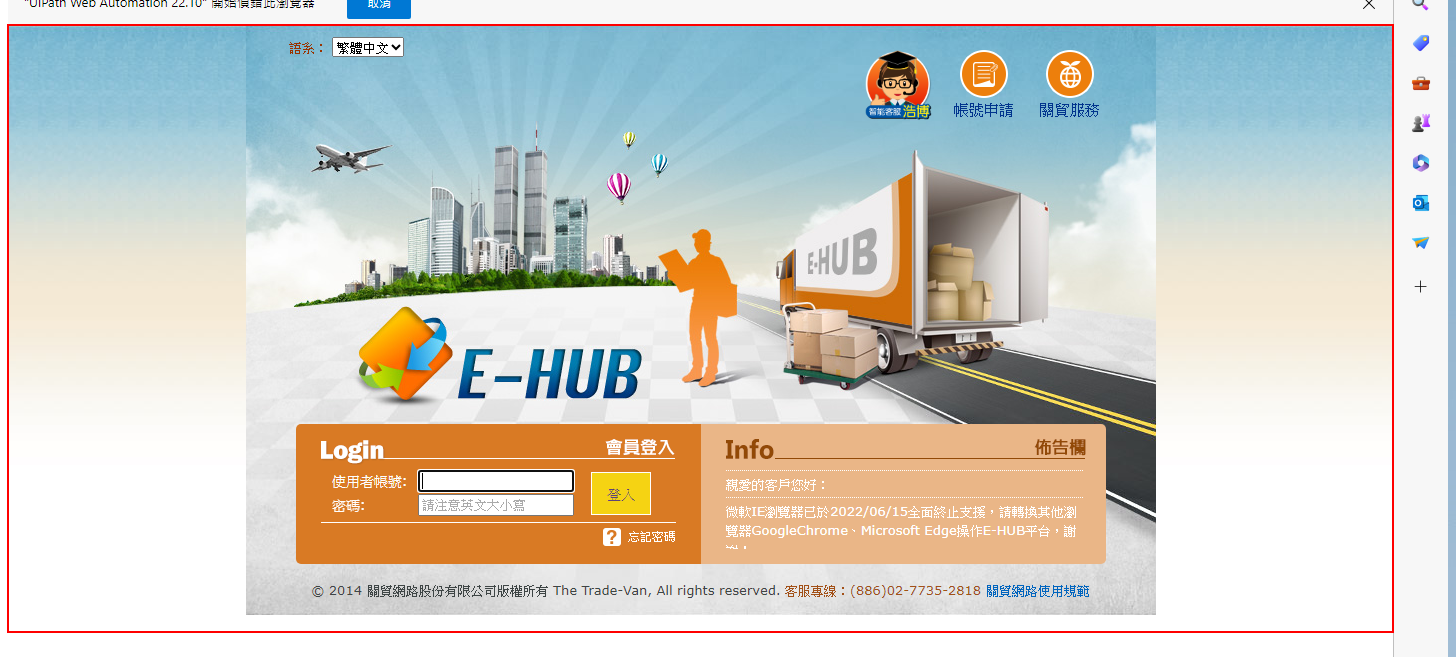 "UiPath Web Automation 22.10" 開始偵錯此瀏覽器
取消
語系：
繁體中文
智能客服 浩博
帳號申請
關貿服務
E-HUB
E-HUB
Login
會員登入
使用者帳號:
登入
密碼:
請注意英文大小寫
? 忘記密碼
Info
佈告欄
親愛的客戶您好：
微軟IE瀏覽器已於2022/06/15全面終止支援，請轉換其他瀏
覽器GoogleChrome、Microsoft Edge操作E-HUB平台，謝
© 2014 關貿網路股份有限公司版權所有 The Trade-Van, All rights reserved. 客服專線：(886)02-7735-2818 關貿網路使用規範